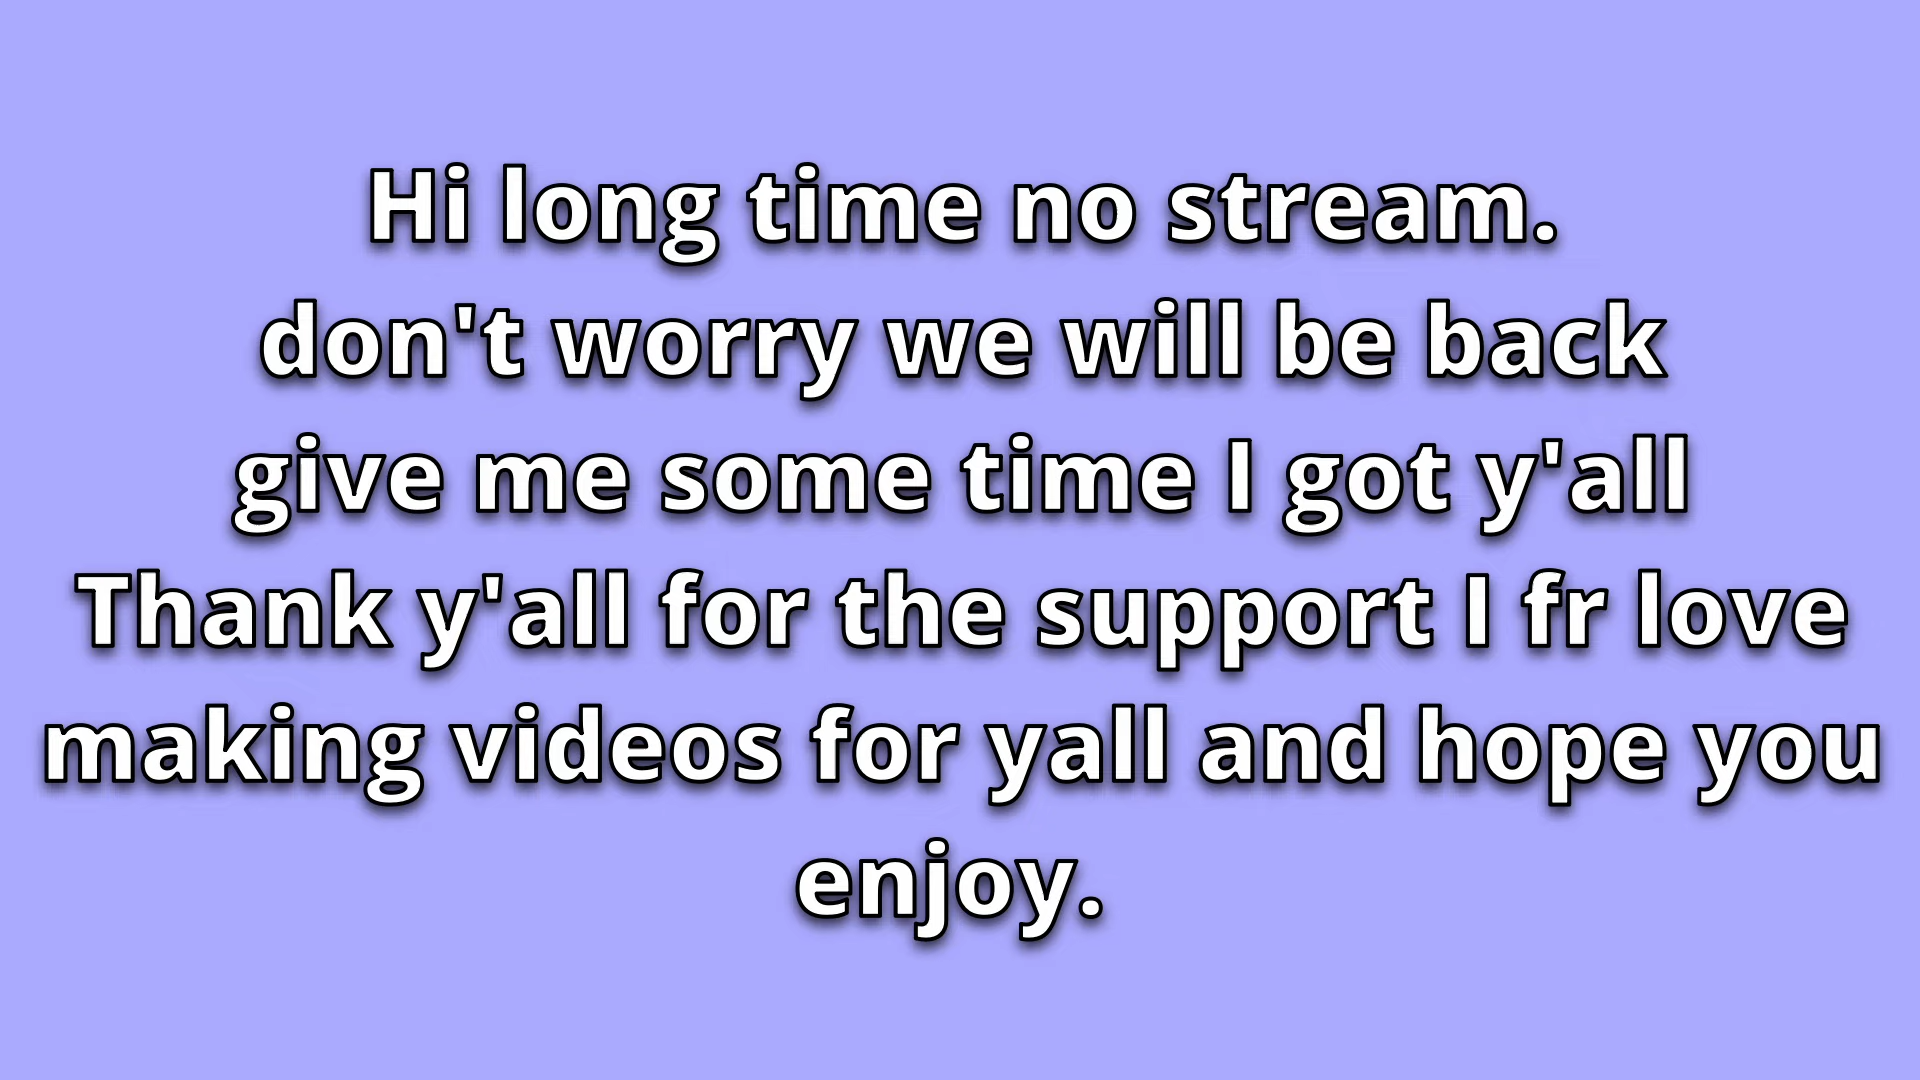 Hi long time no stream.
don't worry we will be back
give me some time I got y'all
Thank y'all for the support I fr love
making videos for yall and hope you
enjoy.